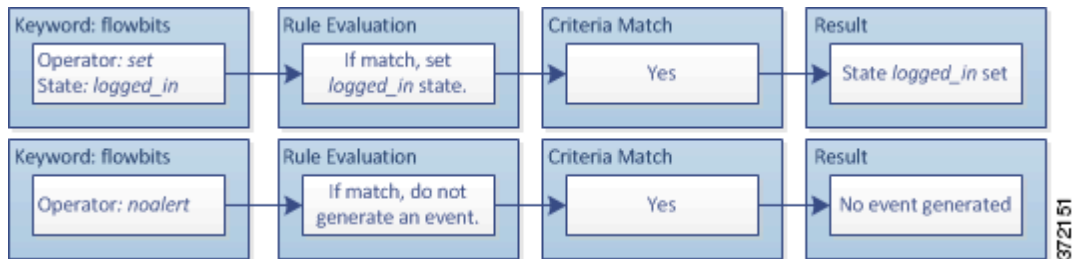 Keyword: flowbits
Operator: set
State: logged_in
Rule Evaluation
If match, set
logged_in state.
Criteria Match
Yes
Result
State logged_in set
Keyword: flowbits
Operator: noalert
Rule Evaluation
If match, do not
generate an event.
Criteria Match
Yes
Result
No event generated
372151